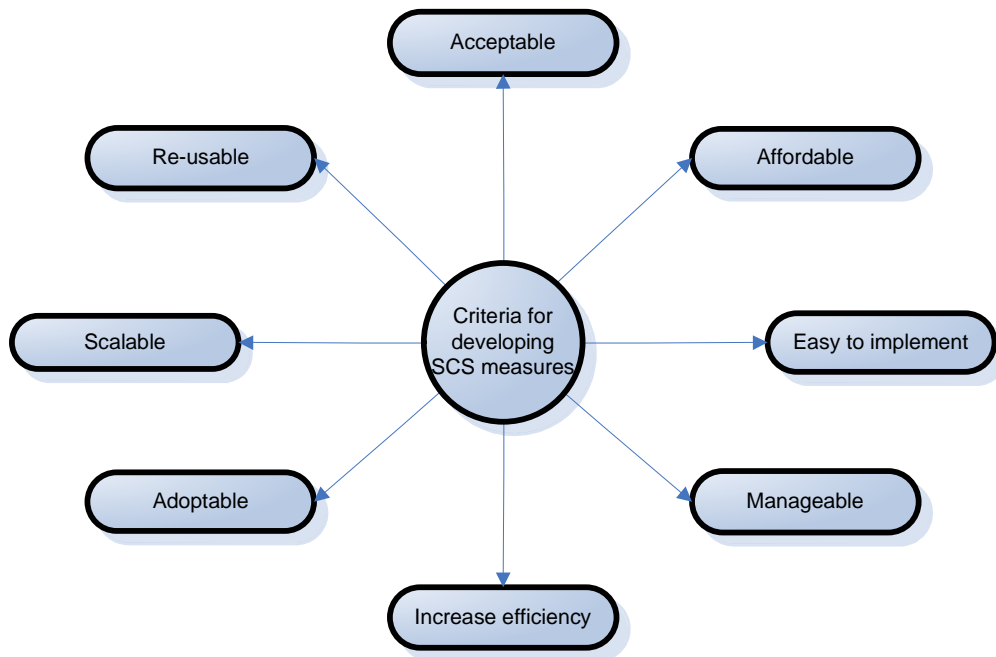 Acceptable
Re-usable
Affordable
Criteria for
developing
SCS measures
Scalable
Easy to implement
Adoptable
Manageable
Increase efficiency